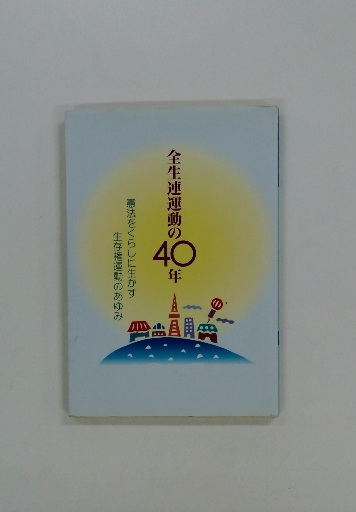 全生連運動の40年
憲法をくらしに生かす
生存権運動のあゆみ